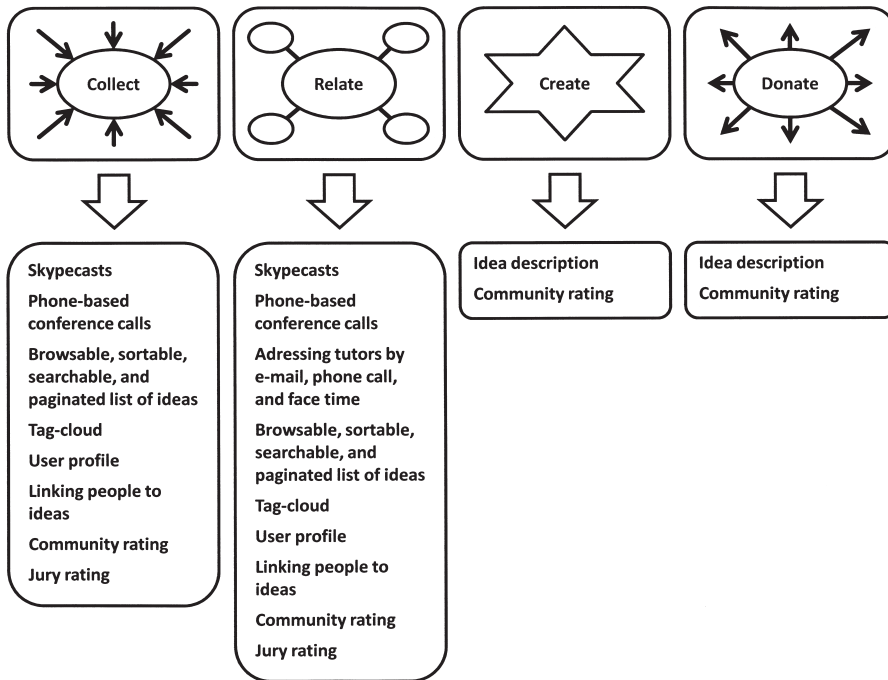 Collect
Relate
Create
Donate
Skypecasts
Phone-based
conference calls
Browsable, sortable,
searchable, and
paginated list of ideas
Tag-cloud
User profile
Linking people to
ideas
Community rating
Jury rating
Skypecasts
Phone-based
conference calls
Adressing tutors by
e-mail, phone call,
and face time
Browsable, sortable,
searchable, and
paginated list of ideas
Tag-cloud
User profile
Linking people to
ideas
Community rating
Jury rating
Idea description
Community rating
Idea description
Community rating